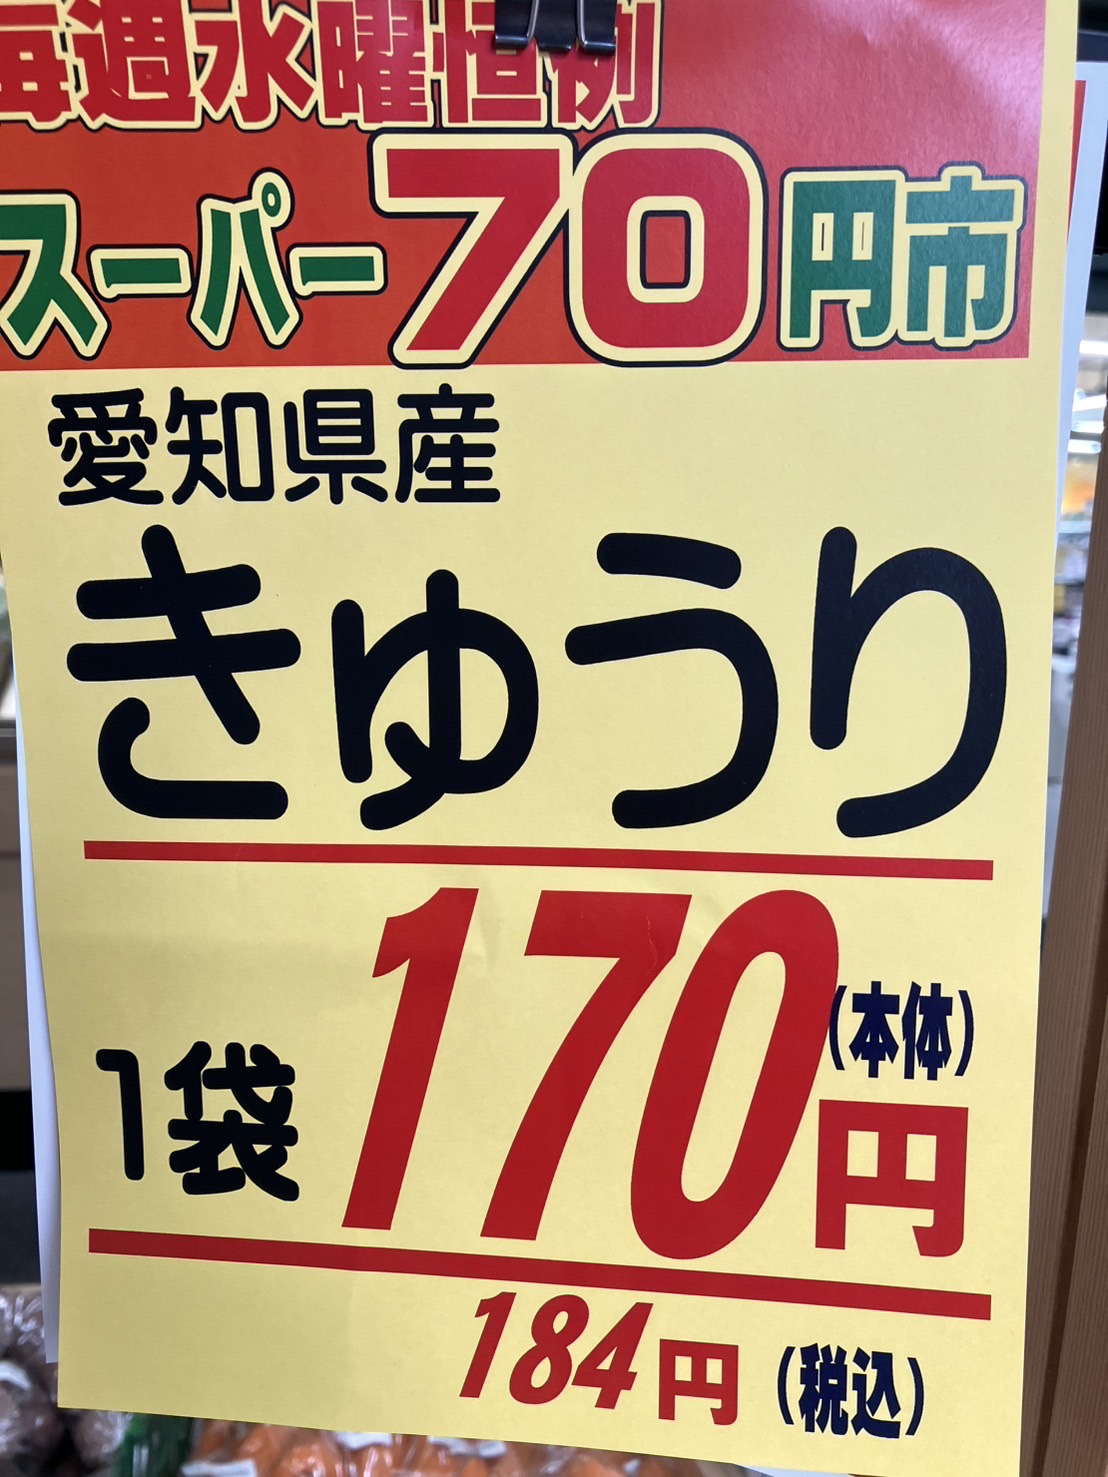 毎週水曜恒例
スーパー70円市
愛知県産
きゅうり
1袋 170円 (本体)
184円 (税込)